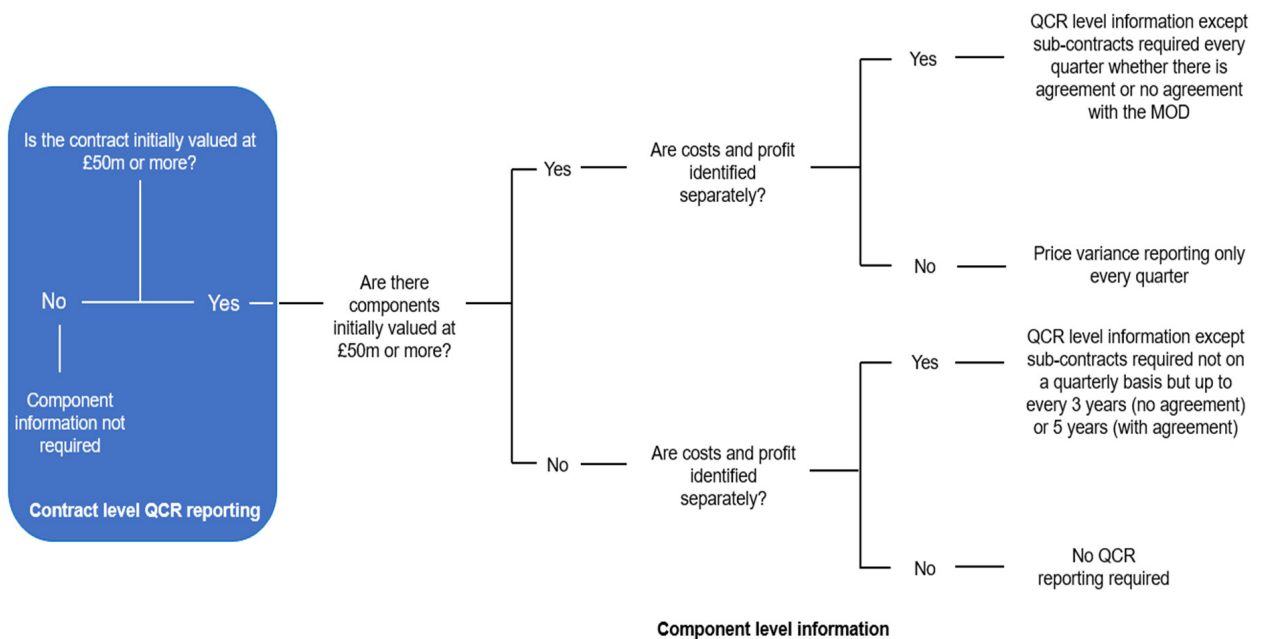 Is the contract initially valued at
£50m or more?
No
Yes
Component
information not
required
Contract level QCR reporting
Are there
components
initially valued at
£50m or more?
Yes
Are costs and profit
identified
separately?
Yes
QCR level information except
sub-contracts required every
quarter whether there is
agreement or no agreement
with the MOD
No
Price variance reporting only
every quarter
No
Are costs and profit
identified
separately?
Yes
QCR level information except
sub-contracts required not on
a quarterly basis but up to
every 3 years (no agreement)
or 5 years (with agreement)
No
No QCR
reporting required
Component level information